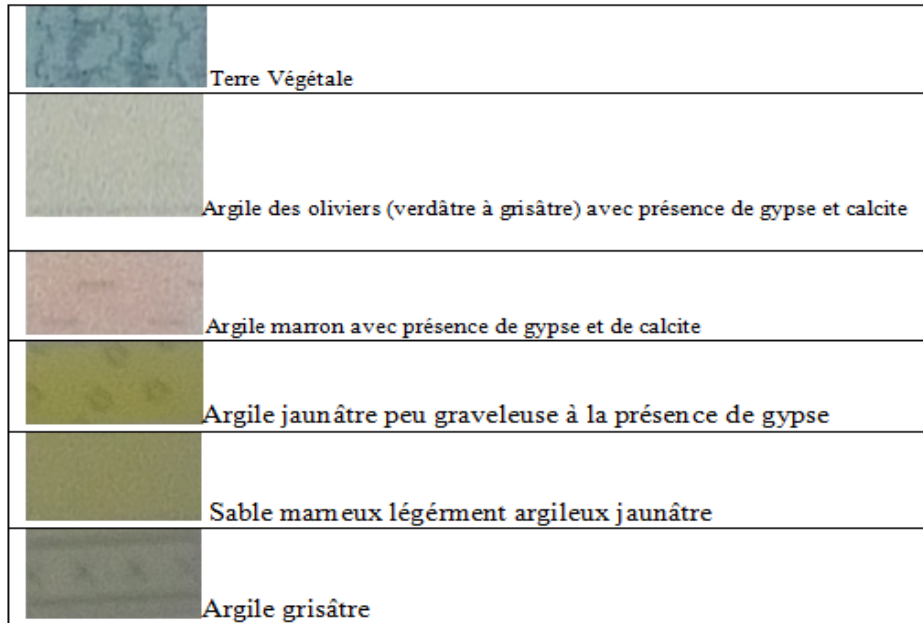 Terre Végétale
Argile des oliviers (verdâtre à grisâtre) avec présence de gypse et calcite
Argile marron avec présence de gypse et de calcite
Argile jaunâtre peu graveleuse à la présence de gypse
Sable marneux légérment argileux jaunâtre
Argile grisâtre